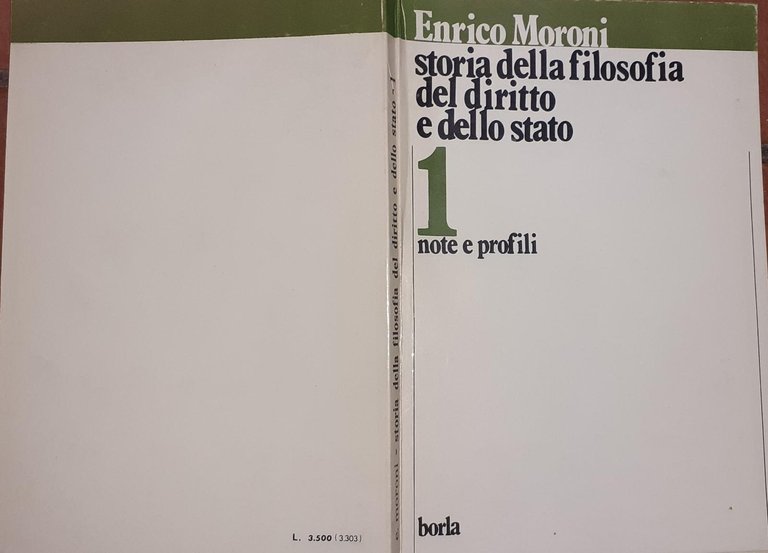 Enrico Moroni
storia della filosofia
del diritto
e dello stato
1
note e profili
borla
e. moroni - storia della filosofia del diritto e dello stato - 1
L. 3.500 (3.303)